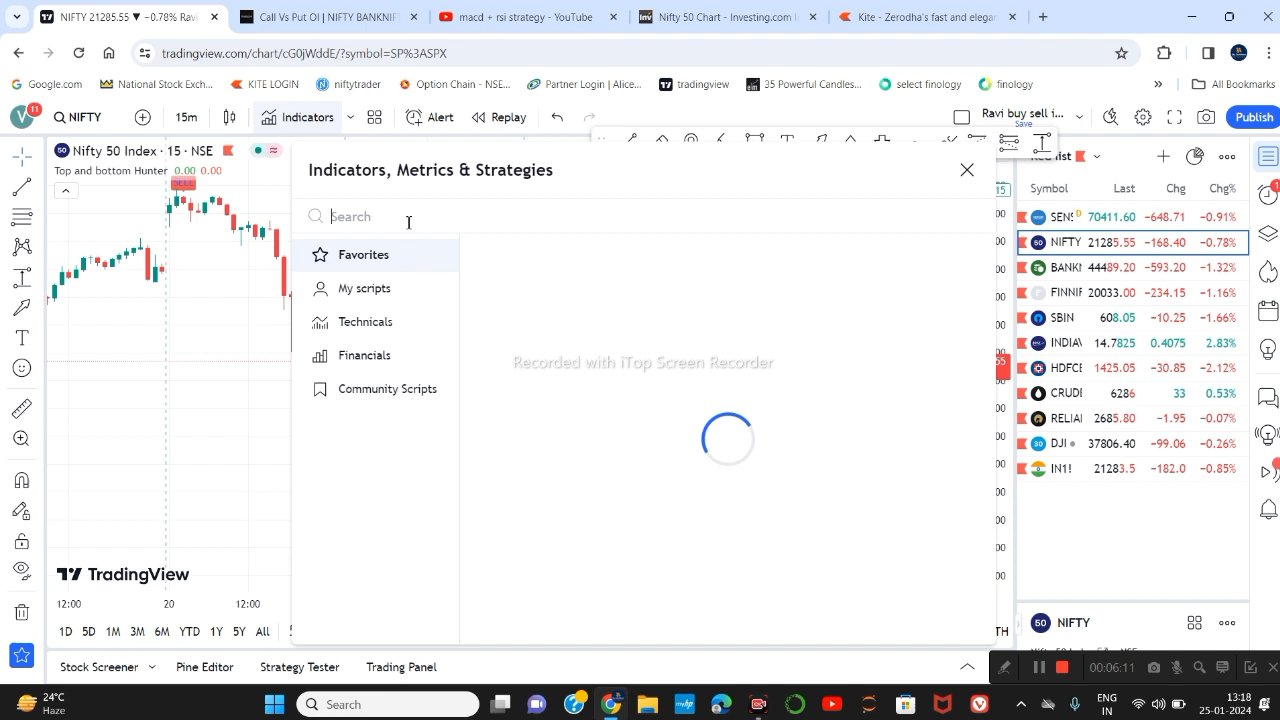 NIFTY 21285.55 ▼ −0.78% Ravi
Call Vs Put OI | NIFTY BANKNIFT
macd + rsi strategy - YouTube
Nifty 50 Chart - Investing.com I
Kite - Zerodha's fast and elegan
tradingview.com/chart/cG0jWddE/?symbol=SP%3ASPX
Google.com
National Stock Exch...
KITE LOGIN
niftytrader
Option Chain - NSE...
Partner Login | Alice...
tradingview
35 Powerful Candles...
select finology
finology
»
All Bookmarks
V
11
NIFTY
15m
Indicators
Alert
Replay
Ravi buy sell i...
Save
Publish
Nifty 50 Index · 15 · NSE
Top and bottom Hunter 0.00 0.00
Indicators, Metrics & Strategies
Search
Favorites
My scripts
Technicals
Financials
Community Scripts
Recorded with iTop Screen Recorder
TradingView
12:00 20 12:00
1D 5D 1M 3M 6M YTD 1Y 5Y All
Stock Screener
Pine Editor
Strategy Tester
Trading Panel
Symbol Last Chg Chg%
SENS D 70411.60 −648.71 −0.91%
NIFTY 21285.55 −168.40 −0.78%
BANKN 44489.20 −593.20 −1.32%
FINNIF 20033.00 −234.15 −1.16%
SBIN 608.05 −10.25 −1.66%
INDIAV 14.7825 0.4075 2.83%
HDFCE 1425.05 −30.85 −2.12%
CRUDE 6286 33 0.53%
RELIA 2685.80 −1.95 −0.07%
DJI 37806.40 −99.06 −0.26%
IN1! 21283.5 −182.0 −0.85%
50 NIFTY
00:06:11
24°C
Haze
Search
ENG
IN
13:18
25-01-2024